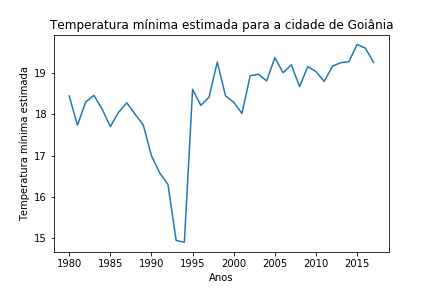 Temperatura mínima estimada para a cidade de Goiânia
Temperatura mínima estimada
19
18
17
16
15
1980 1985 1990 1995 2000 2005 2010 2015
Anos